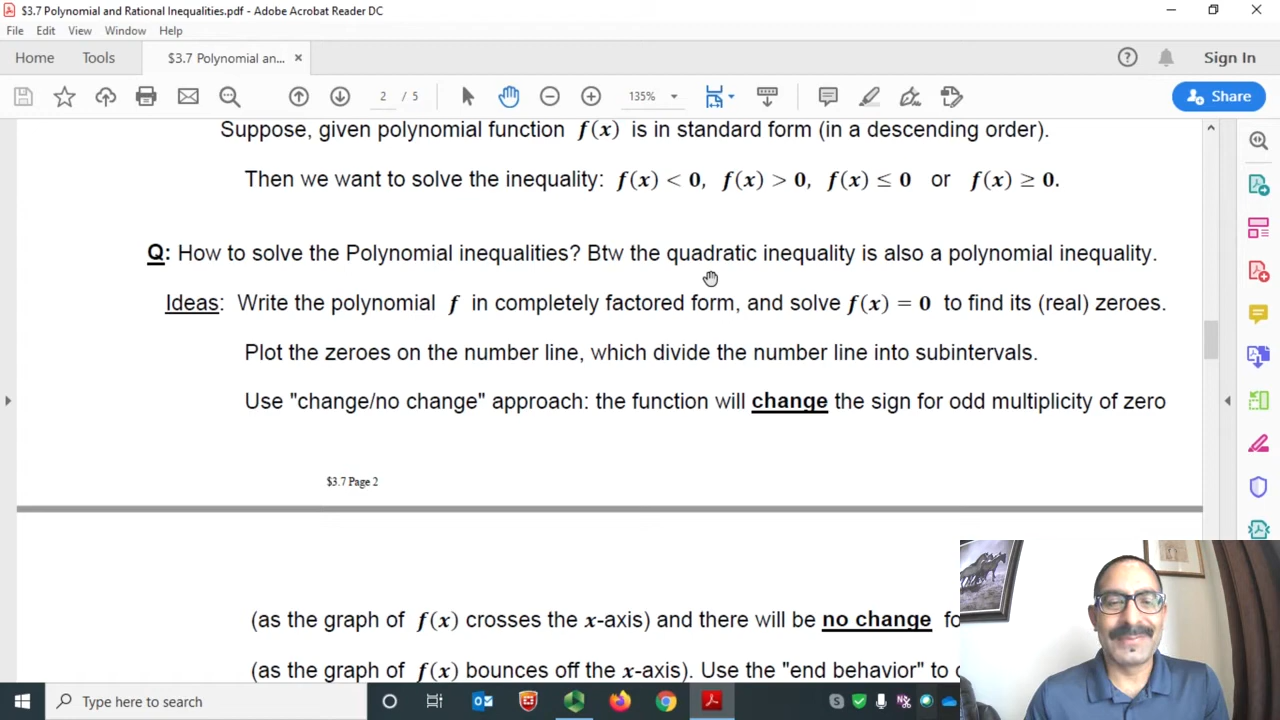 $3.7 Polynomial and Rational Inequalities.pdf - Adobe Acrobat Reader DC
File Edit View Window Help
Home Tools $3.7 Polynomial an... × Sign In
2 / 5 135% Share
Suppose, given polynomial function f(x) is in standard form (in a descending order).
Then we want to solve the inequality: f(x) < 0, f(x) > 0, f(x) ≤ 0 or f(x) ≥ 0.
Q: How to solve the Polynomial inequalities? Btw the quadratic inequality is also a polynomial inequality.
Ideas: Write the polynomial f in completely factored form, and solve f(x) = 0 to find its (real) zeroes.
Plot the zeroes on the number line, which divide the number line into subintervals.
Use "change/no change" approach: the function will change the sign for odd multiplicity of zero
$3.7 Page 2
(as the graph of f(x) crosses the x-axis) and there will be no change
(as the graph of f(x) bounces off the x-axis). Use the "end behavior" to
Type here to search